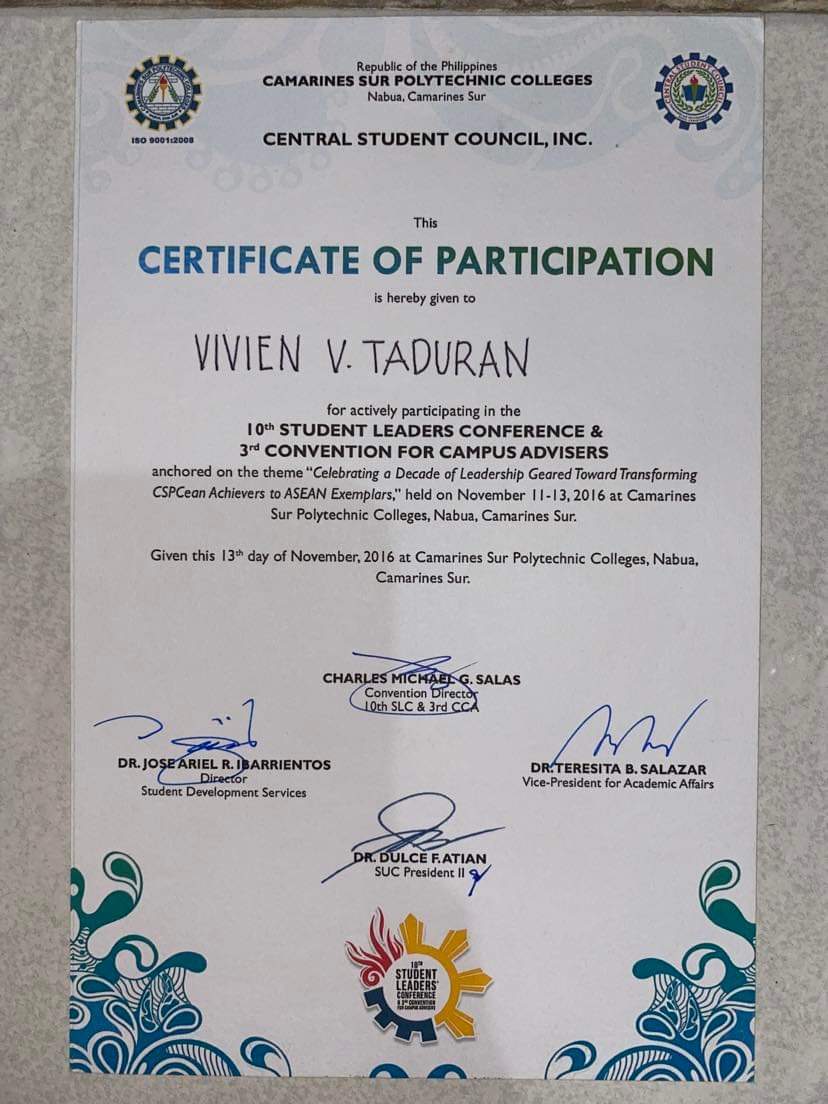 Republic of the Philippines
CAMARINES SUR POLYTECHNIC COLLEGES
Nabua, Camarines Sur
ISO 9001:2008
CENTRAL STUDENT COUNCIL, INC.
This
CERTIFICATE OF PARTICIPATION
is hereby given to
VIVIEN V. TADURAN
for actively participating in the
10th STUDENT LEADERS CONFERENCE &
3rd CONVENTION FOR CAMPUS ADVISERS
anchored on the theme "Celebrating a Decade of Leadership Geared Toward Transforming
CSPCean Achievers to ASEAN Exemplars," held on November 11-13, 2016 at Camarines
Sur Polytechnic Colleges, Nabua, Camarines Sur.
Given this 13th day of November, 2016 at Camarines Sur Polytechnic Colleges, Nabua,
Camarines Sur.
CHARLES MICHAEL G. SALAS
Convention Director
10th SLC & 3rd CCA
DR. JOSE ARIEL R. IBARRIENTOS
Director
Student Development Services
DR. TERESITA B. SALAZAR
Vice-President for Academic Affairs
DR. DULCE F. ATIAN
SUC President II
10TH
STUDENT
LEADERS'
CONFERENCE
& 3RD CONVENTION
FOR CAMPUS ADVISERS